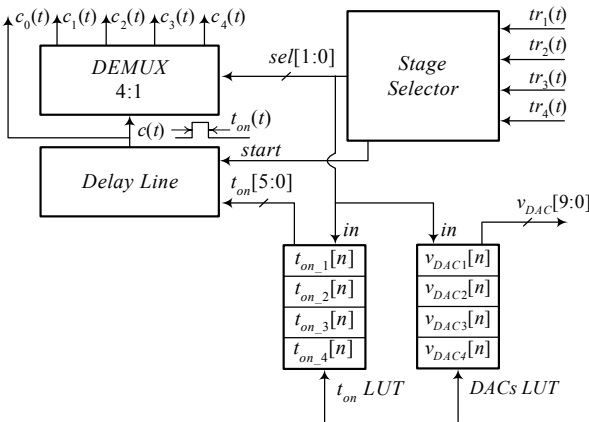 c0(t) c1(t) c2(t) c3(t) c4(t)
DEMUX
4:1
sel[1:0]
Stage
Selector
tr1(t)
tr2(t)
tr3(t)
tr4(t)
c(t)
ton(t)
start
Delay Line
ton[5:0]
vDAC[9:0]
in
in
ton_1[n]
ton_2[n]
ton_3[n]
ton_4[n]
vDAC1[n]
vDAC2[n]
vDAC3[n]
vDAC4[n]
ton LUT
DACs LUT